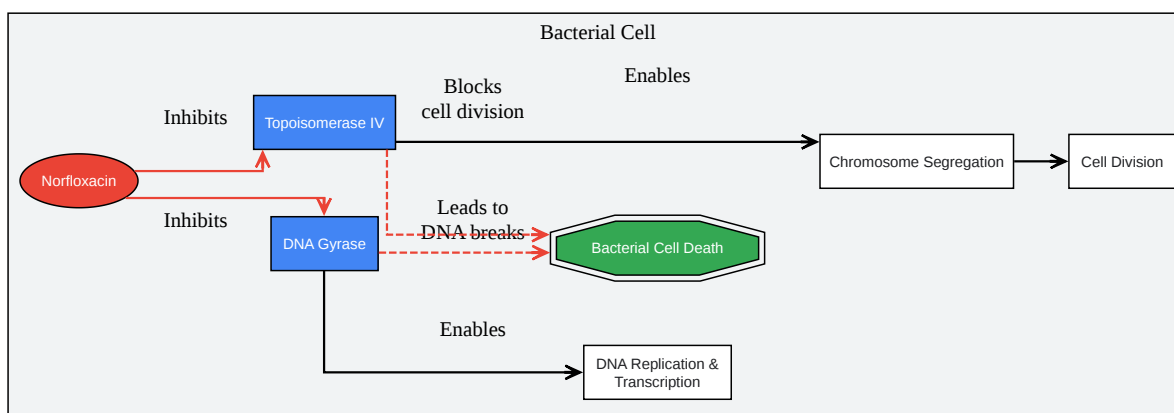 Bacterial Cell
Enables
Blocks
cell division
Inhibits
Topoisomerase IV
Chromosome Segregation
Cell Division
Norfloxacin
Inhibits
Leads to
DNA breaks
DNA Gyrase
Bacterial Cell Death
Enables
DNA Replication &
Transcription